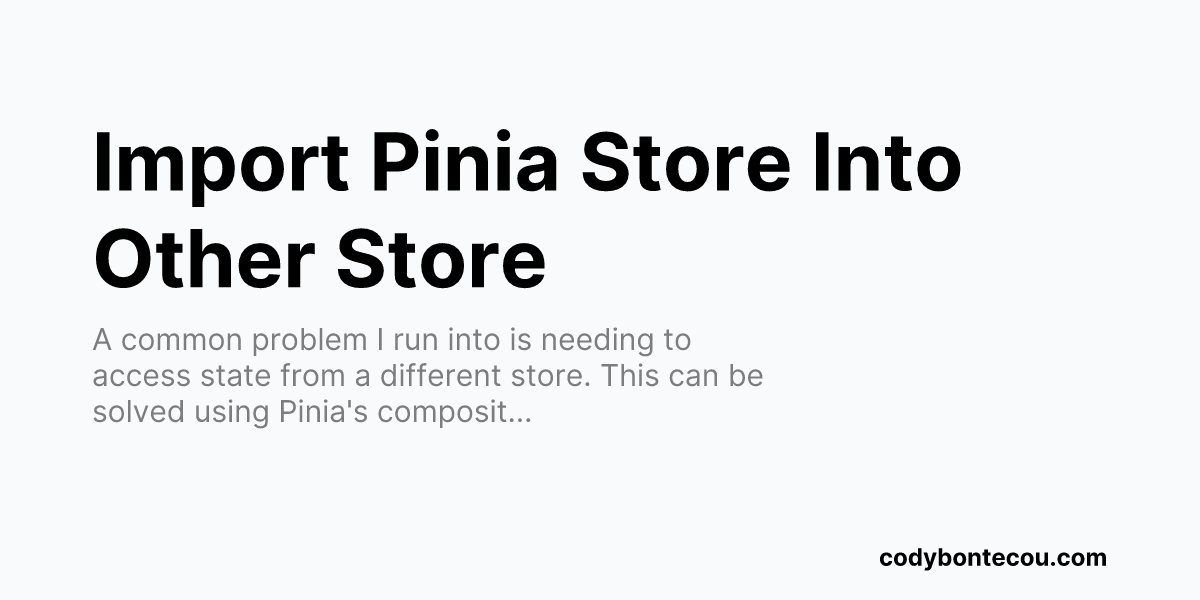 Import Pinia Store Into
Other Store
A common problem I run into is needing to
access state from a different store. This can be
solved using Pinia's composit...
codybontecou.com